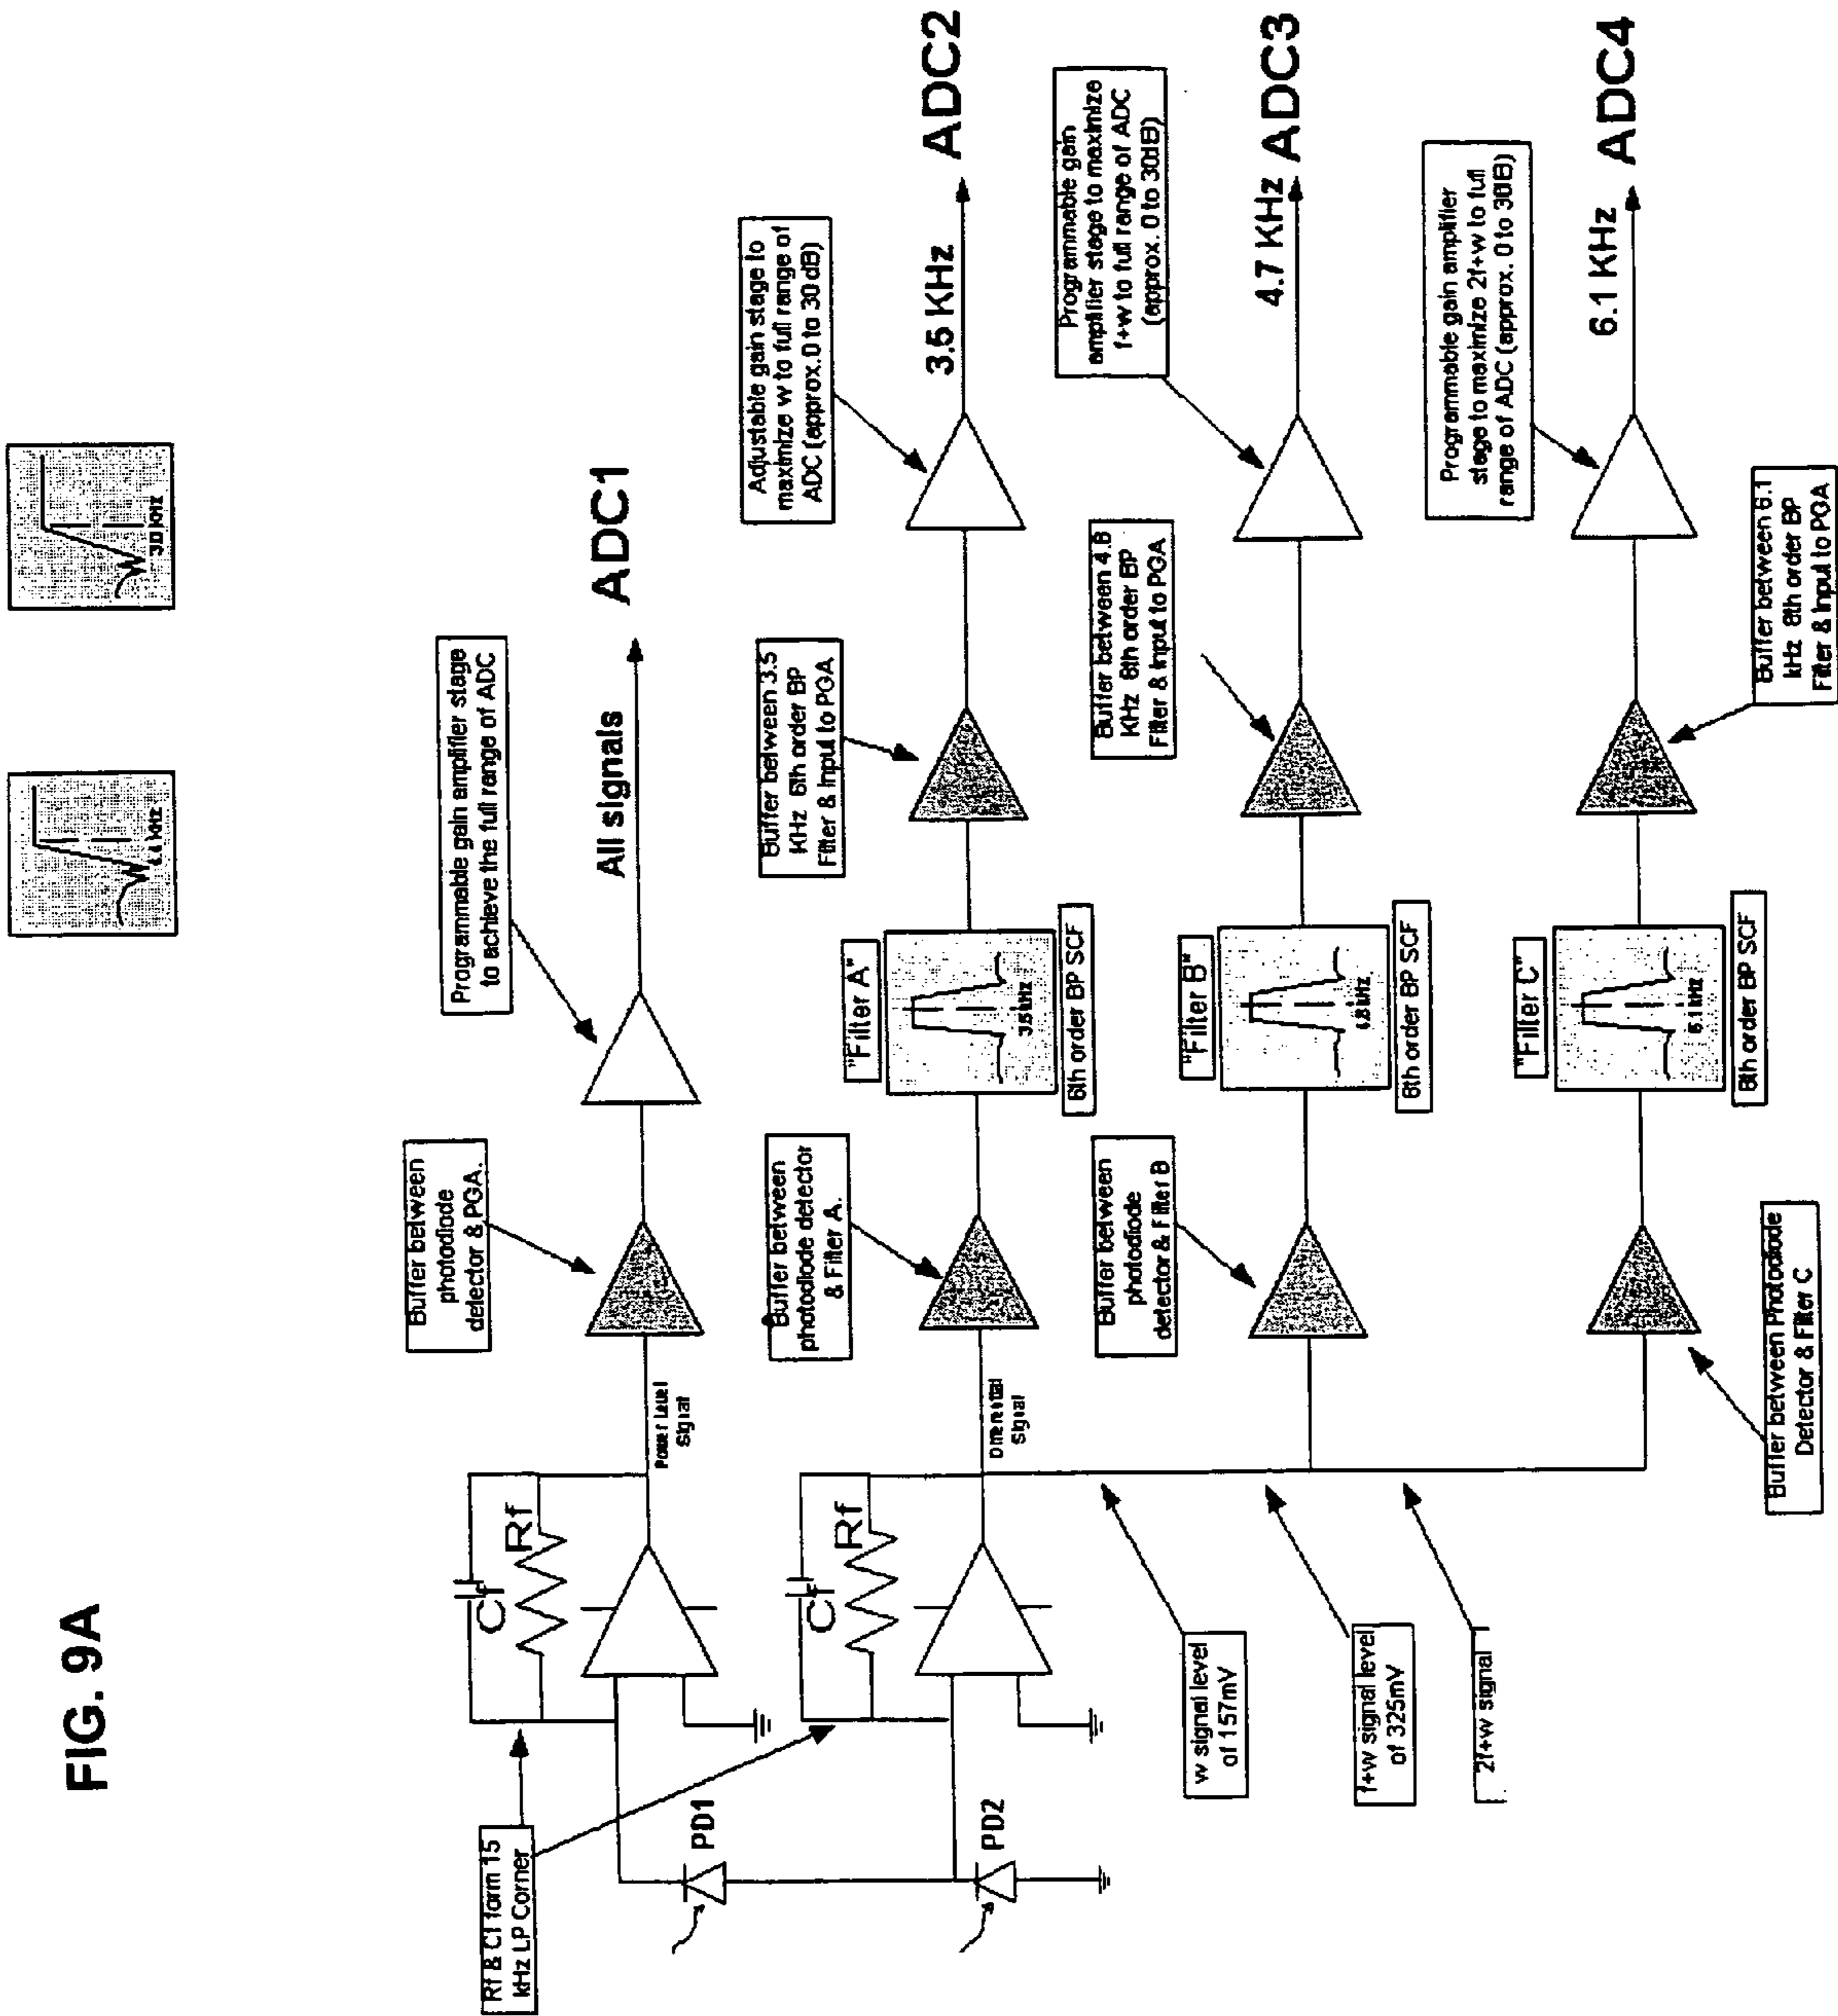 FIG. 9A
6.4 KHz
3.0 KHz
Rf & Cf form 15
kHz LP Corner
Cf
Rf
PD1
Power Level
Signal
Buffer between
photodiode
detector & PGA.
Programmable gain amplifier stage
to achieve the full range of ADC
All signals
ADC1
Cf
Rf
PD2
Differential
Signal
Buffer between
photodiode detector
& Filter A.
"Filter A"
3.5 kHz
6th order BP SCF
Buffer between 3.5
KHz 6th order BP
Filter & Input to PGA
Adjustable gain stage to
maximize w to full range of
ADC (approx. 0 to 30 dB)
3.5 KHz
ADC2
w signal level
of 157mV
Buffer between
photodiode
detector & Filter B
"Filter B"
4.8 kHz
8th order BP SCF
Buffer between 4.8
KHz 8th order BP
Filter & Input to PGA
Programmable gain
amplifier stage to maximize
f+w to full range of ADC
(approx. 0 to 30dB)
4.7 KHz
ADC3
f+w signal level
of 325mV
2f+w signal
Buffer between Photodiode
Detector & Filter C
"Filter C"
6.1 kHz
8th order BP SCF
Buffer between 6.1
kHz 8th order BP
Filter & Input to PGA
Programmable gain amplifier
stage to maximize 2f+w to full
range of ADC (approx. 0 to 30dB)
6.1 KHz
ADC4